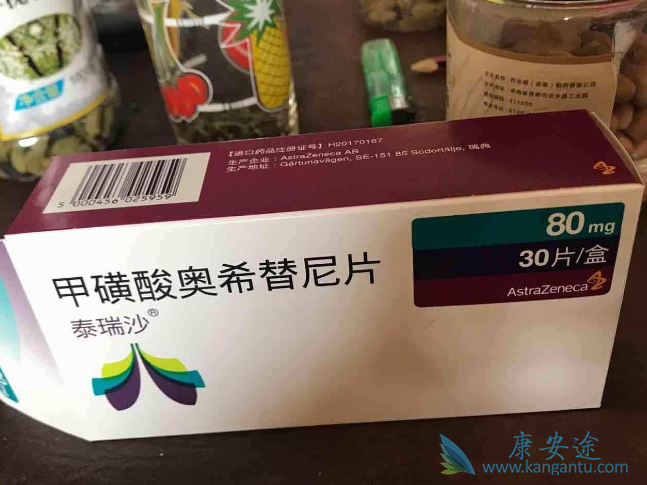 【进口药品注册证号】H20170167
生产企业：AstraZeneca AB
生产地址：Gärtunavägen, SE-151 85 Södertälje, 瑞典
5 000456 025959
80 mg
30片/盒
AstraZeneca
甲磺酸奥希替尼片
泰瑞沙®
康安途
www.kangantu.com